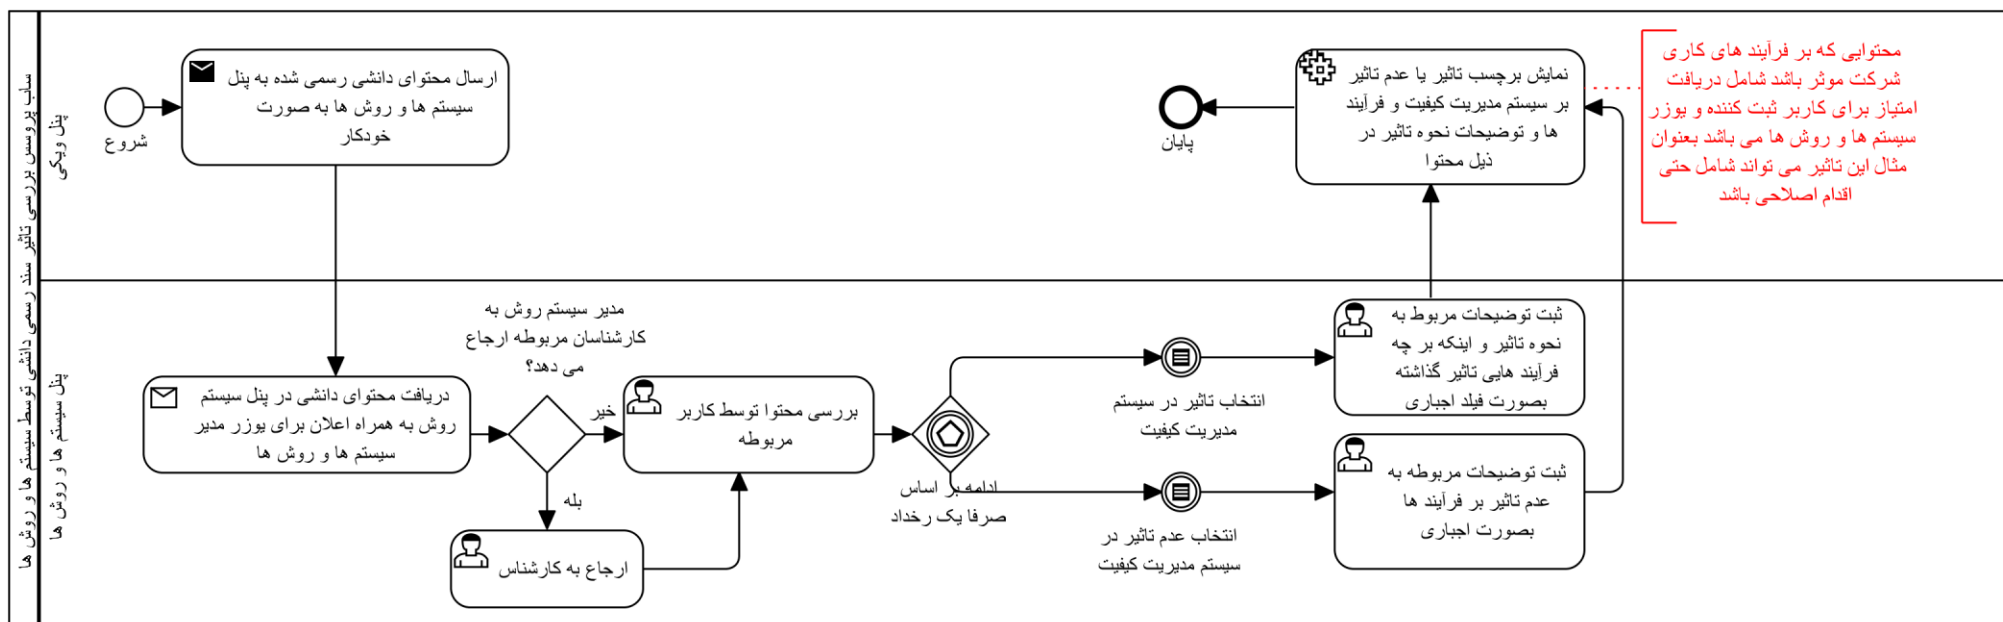 ساب پروسس بررسی تاثیر سند رسمی دانشی توسط سیستم ها و روش ها
پنل ویکی
شروع
ارسال محتوای دانشی رسمی شده به پنل
سیستم ها و روش ها به صورت
خودکار
پایان
نمایش برچسب تاثیر یا عدم تاثیر
بر سیستم مدیریت کیفیت و فرآیند
ها و توضیحات نحوه تاثیر در
ذیل محتوا
محتوایی که بر فرآیند های کاری
شرکت موثر باشد شامل دریافت
امتیاز برای کاربر ثبت کننده و یوزر
سیستم ها و روش ها می باشد بعنوان
مثال این تاثیر می تواند شامل حتی
اقدام اصلاحی باشد
پنل سیستم ها و روش ها
دریافت محتوای دانشی در پنل سیستم
روش به همراه اعلان برای یوزر مدیر
سیستم ها و روش ها
مدیر سیستم روش به
کارشناسان مربوطه ارجاع
می دهد؟
خیر
بله
ارجاع به کارشناس
بررسی محتوا توسط کاربر
مربوطه
ادامه بر اساس
صرفا یک رخداد
انتخاب تاثیر در سیستم
مدیریت کیفیت
انتخاب عدم تاثیر در
سیستم مدیریت کیفیت
ثبت توضیحات مربوط به
نحوه تاثیر و اینکه بر چه
فرآیند هایی تاثیر گذاشته
بصورت فیلد اجباری
ثبت توضیحات مربوطه به
عدم تاثیر بر فرآیند ها
بصورت اجباری